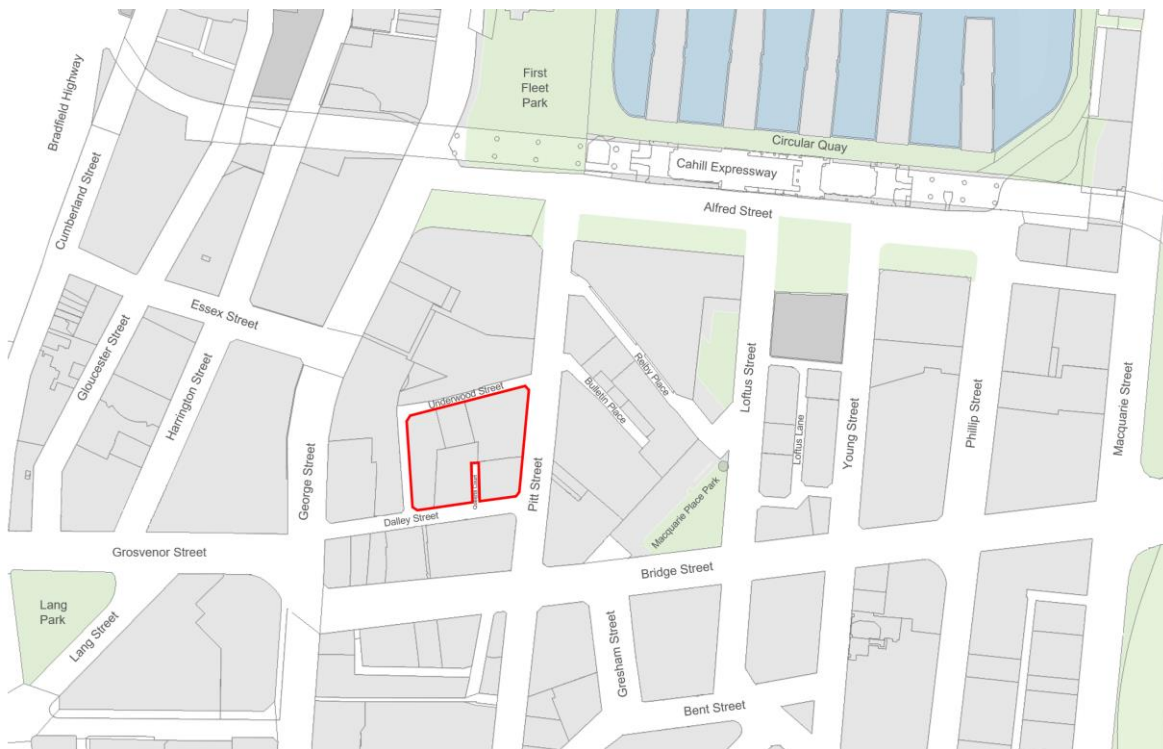 Bradfield Highway
First
Fleet
Park
Circular Quay
Cahill Expressway
Cumberland Street
Alfred Street
Essex Street
Gloucester Street
Harrington Street
George Street
Underwood Street
Pitt Street
Reiby Place
Bulletin Place
Loftus Street
Loftus Lane
Young Street
Phillip Street
Macquarie Street
Dalley Street
Macquarie Place Park
Grosvenor Street
Bridge Street
Lang
Park
Lang Street
Gresham Street
Bent Street